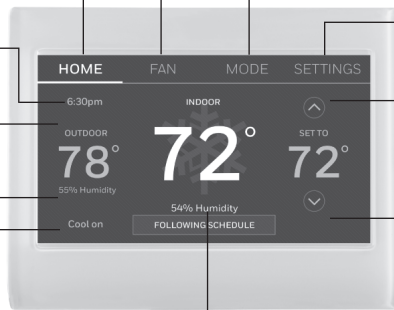 HOME FAN MODE SETTINGS
6:30pm
INDOOR
OUTDOOR
78°
55% Humidity
72°
SET TO
72°
54% Humidity
Cool on
FOLLOWING SCHEDULE